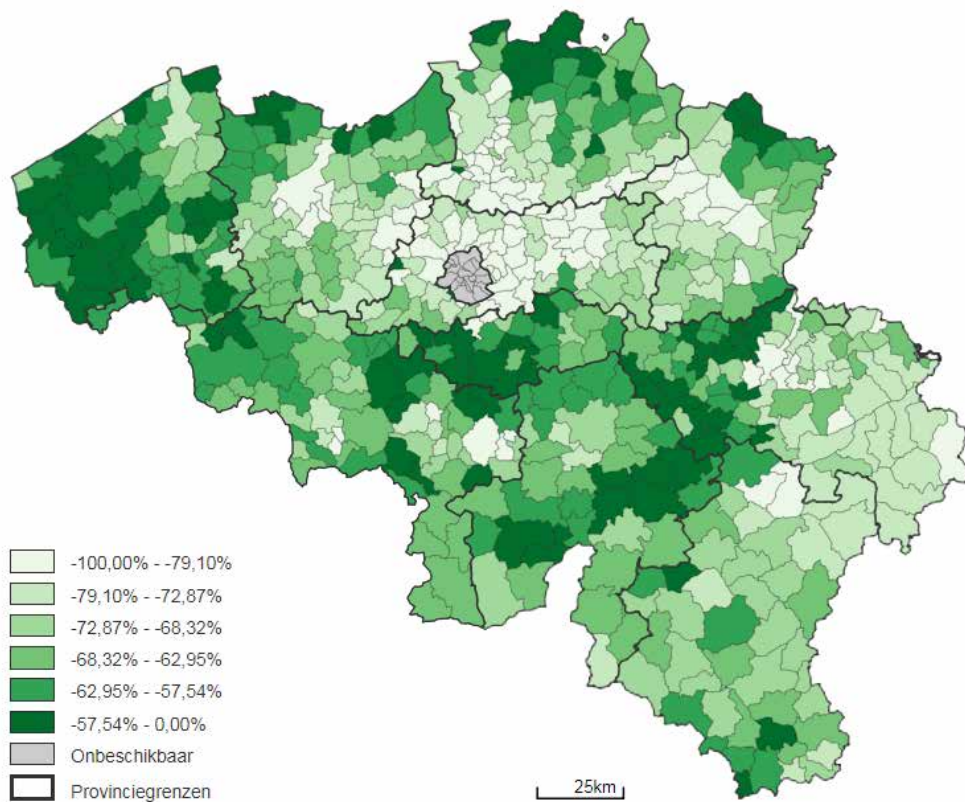 -100,00% - -79,10%
-79,10% - -72,87%
-72,87% - -68,32%
-68,32% - -62,95%
-62,95% - -57,54%
-57,54% - 0,00%
Onbeschikbaar
Provinciegrenzen
25km